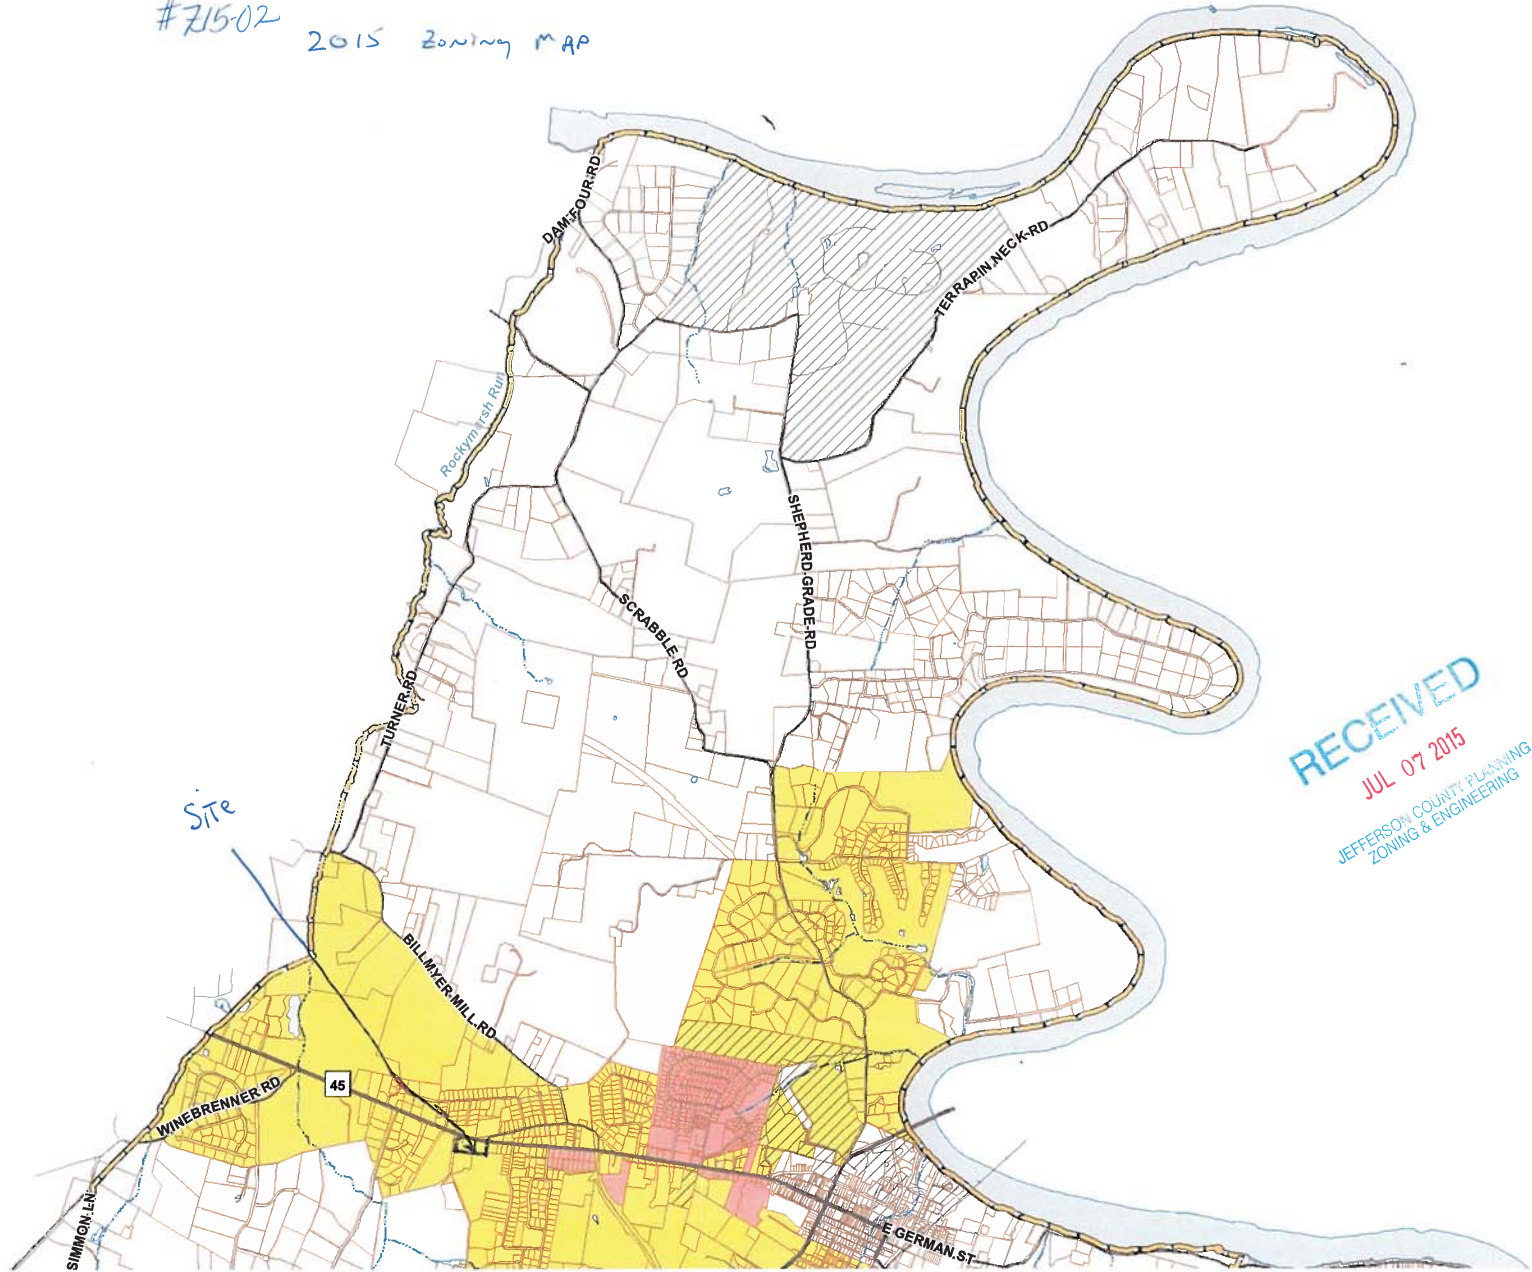 #Z15-02
2015 Zoning MAP
DAM-FOUR-RD
TERRAPIN-NECK-RD
Rockymarsh Run
SHEPHERD-GRADE-RD
SCRABBLE-RD
TURNER-RD
RECEIVED
JUL 07 2015
JEFFERSON COUNTY PLANNING
ZONING & ENGINEERING
Site
BILLMYER-MILL-RD
45
WINEBRENNER-RD
SIMMON-LN
E-GERMAN-ST